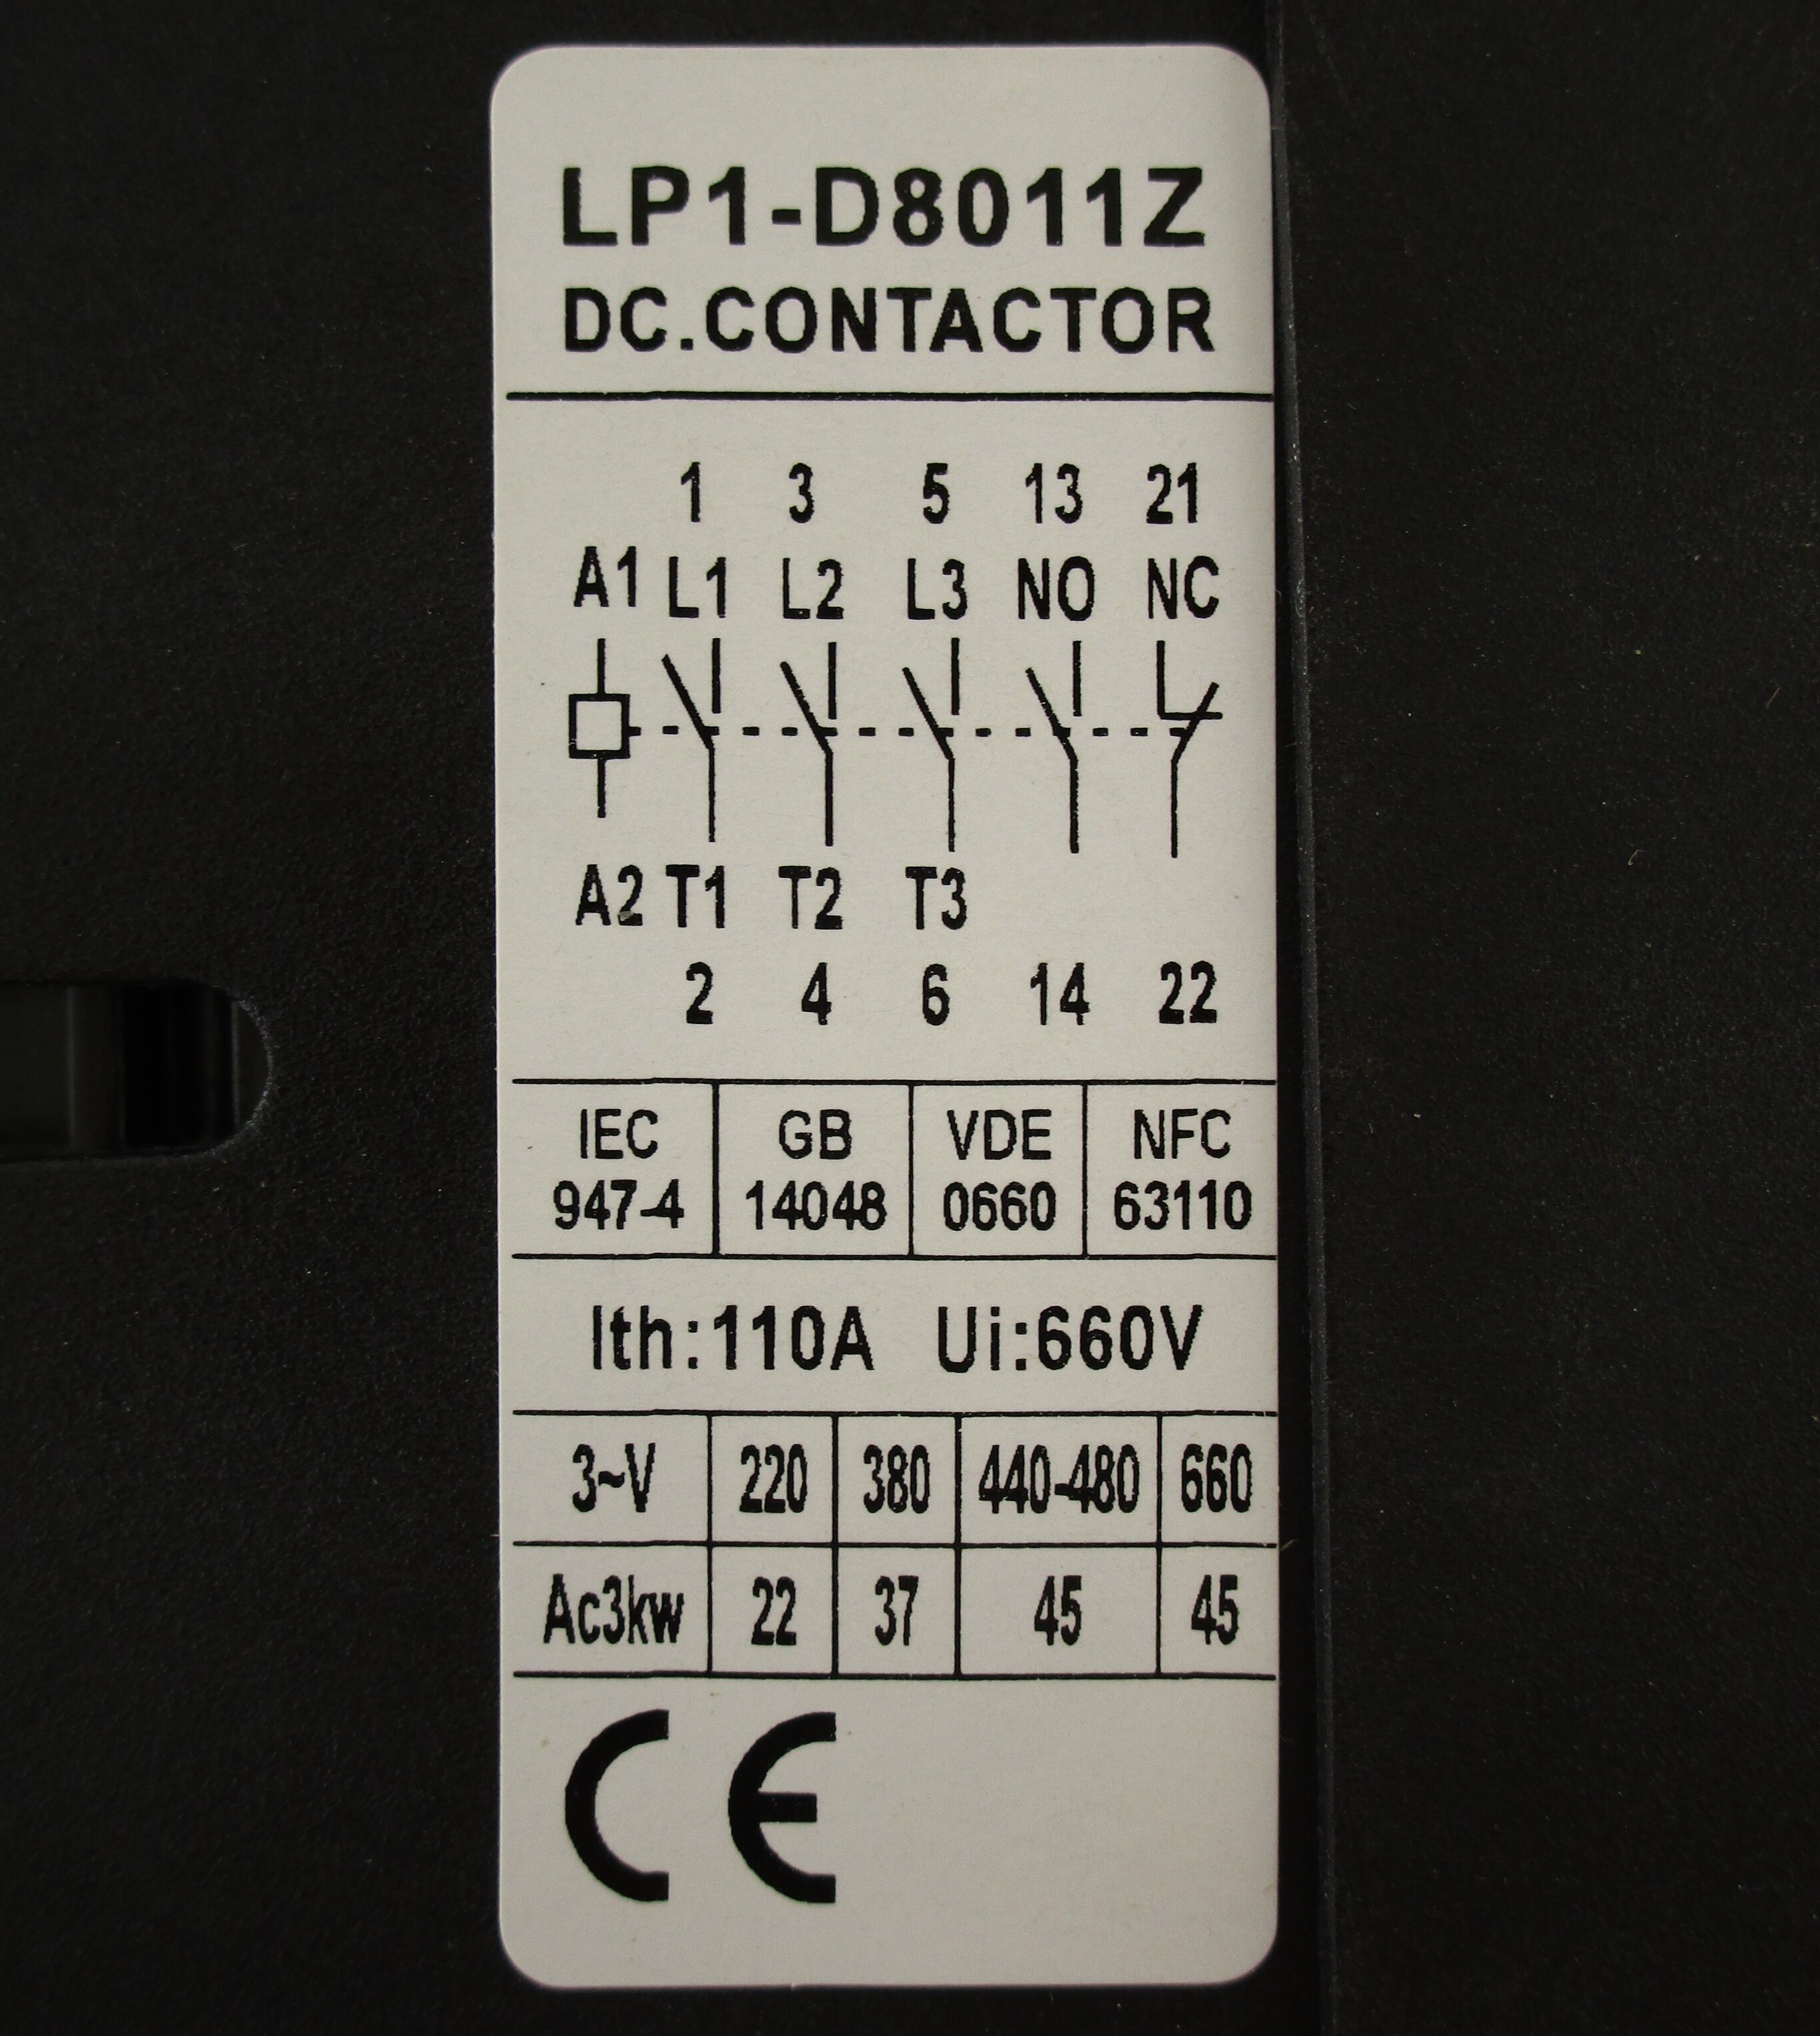 LP1-D8011Z
DC.CONTACTOR
1 3 5 13 21
A1 L1 L2 L3 NO NC
A2 T1 T2 T3
2 4 6 14 22
IEC GB VDE NFC
947-4 14048 0660 63110
Ith:110A Ui:660V
3~V 220 380 440-480 660
Ac3kw 22 37 45 45
CE